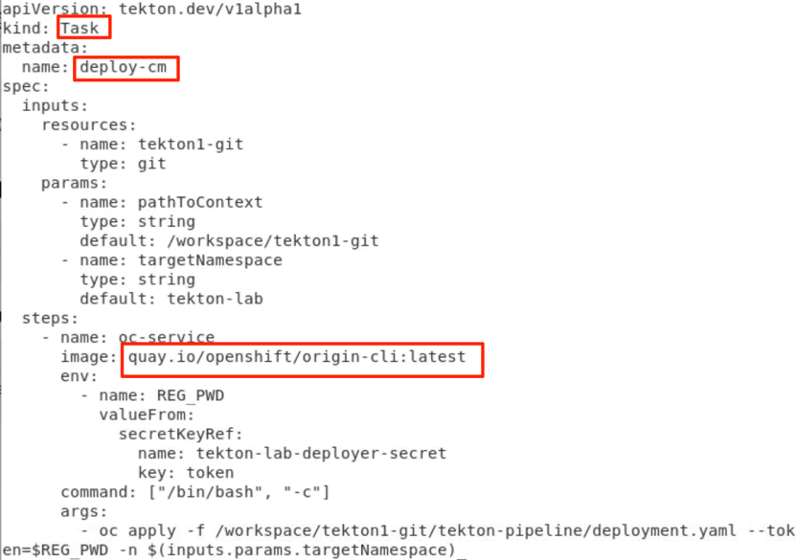 apiVersion: tekton.dev/v1alpha1
kind: Task
metadata:
  name: deploy-cm
spec:
  inputs:
    resources:
      - name: tekton1-git
        type: git
    params:
      - name: pathToContext
        type: string
        default: /workspace/tekton1-git
      - name: targetNamespace
        type: string
        default: tekton-lab
  steps:
    - name: oc-service
      image: quay.io/openshift/origin-cli:latest
      env:
        - name: REG_PWD
          valueFrom:
            secretKeyRef:
              name: tekton-lab-deployer-secret
              key: token
      command: ["/bin/bash", "-c"]
      args:
        - oc apply -f /workspace/tekton1-git/tekton-pipeline/deployment.yaml --tok
en=$REG_PWD -n $(inputs.params.targetNamespace)_